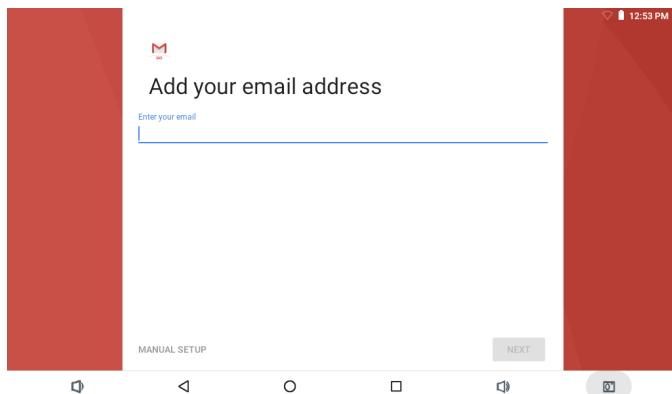 12:53 PM
Add your email address
Enter your email
MANUAL SETUP
NEXT